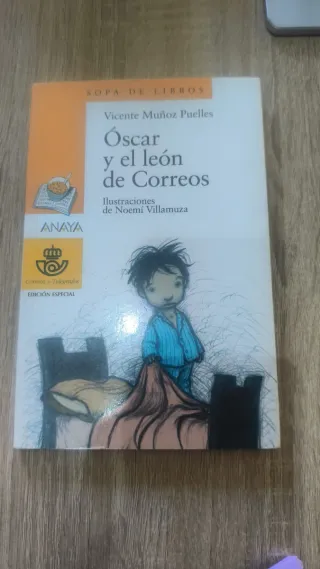 SOPA DE LIBROS
Vicente Muñoz Puelles
Óscar
y el león
de Correos
Ilustraciones
de Noemí Villamuza
ANAYA
EDICIÓN ESPECIAL